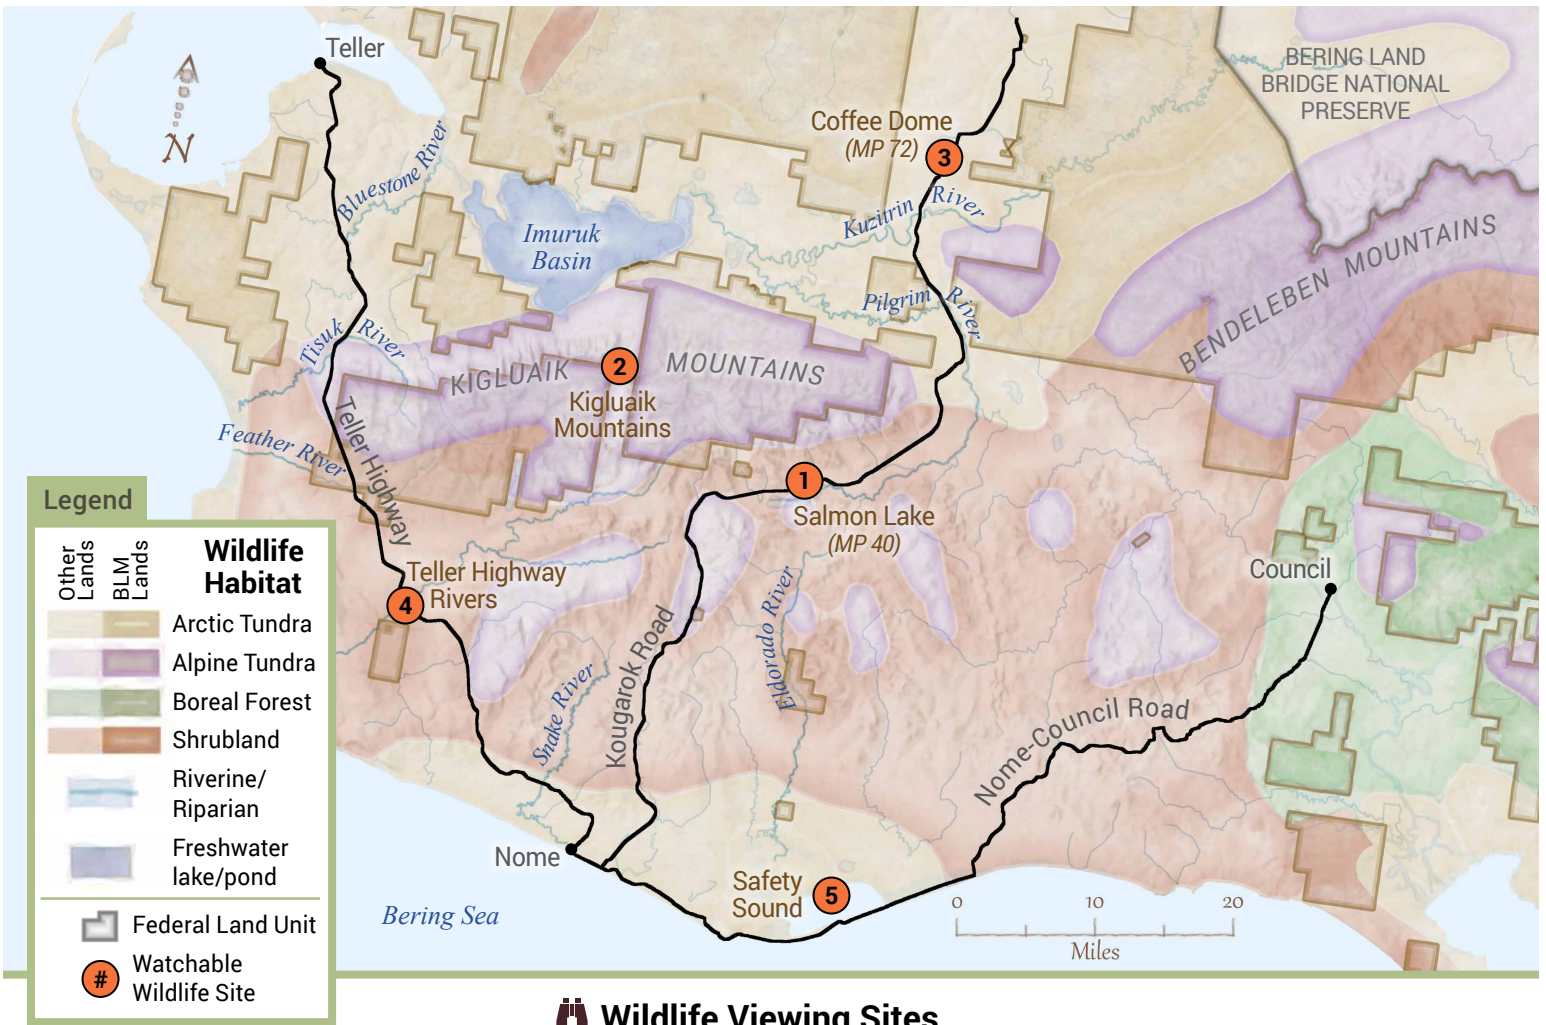 Teller
N
Bluestone River
Imuruk
Basin
Coffee Dome
(MP 72)
3
Kuzitrin River
BERING LAND
BRIDGE NATIONAL
PRESERVE
Pilgrim River
BENDELEBEN MOUNTAINS
Tisuk River
KIGLUAIK MOUNTAINS
2
Kigluaik
Mountains
Feather River
Teller Highway
1
Salmon Lake
(MP 40)
Teller Highway
Rivers
4
Council
Eldorado River
Snake River
Kougarok Road
Nome-Council Road
Nome
Safety
Sound
5
Bering Sea
0 10 20
Miles
Legend
Other
Lands
BLM
Lands
Wildlife
Habitat
Arctic Tundra
Alpine Tundra
Boreal Forest
Shrubland
Riverine/
Riparian
Freshwater
lake/pond
Federal Land Unit
#
Watchable
Wildlife Site
Wildlife Viewing Sites